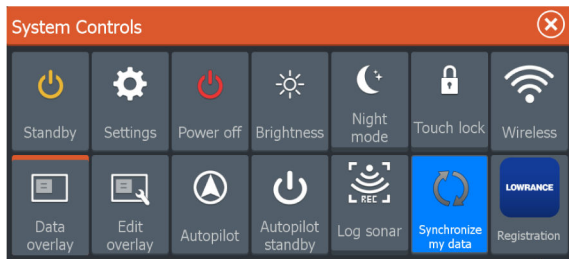 System Controls
Standby
Settings
Power off
Brightness
Night
mode
Touch lock
Wireless
Data
overlay
Edit
overlay
Autopilot
Autopilot
standby
REC
Log sonar
Synchronize
my data
LOWRANCE
Registration